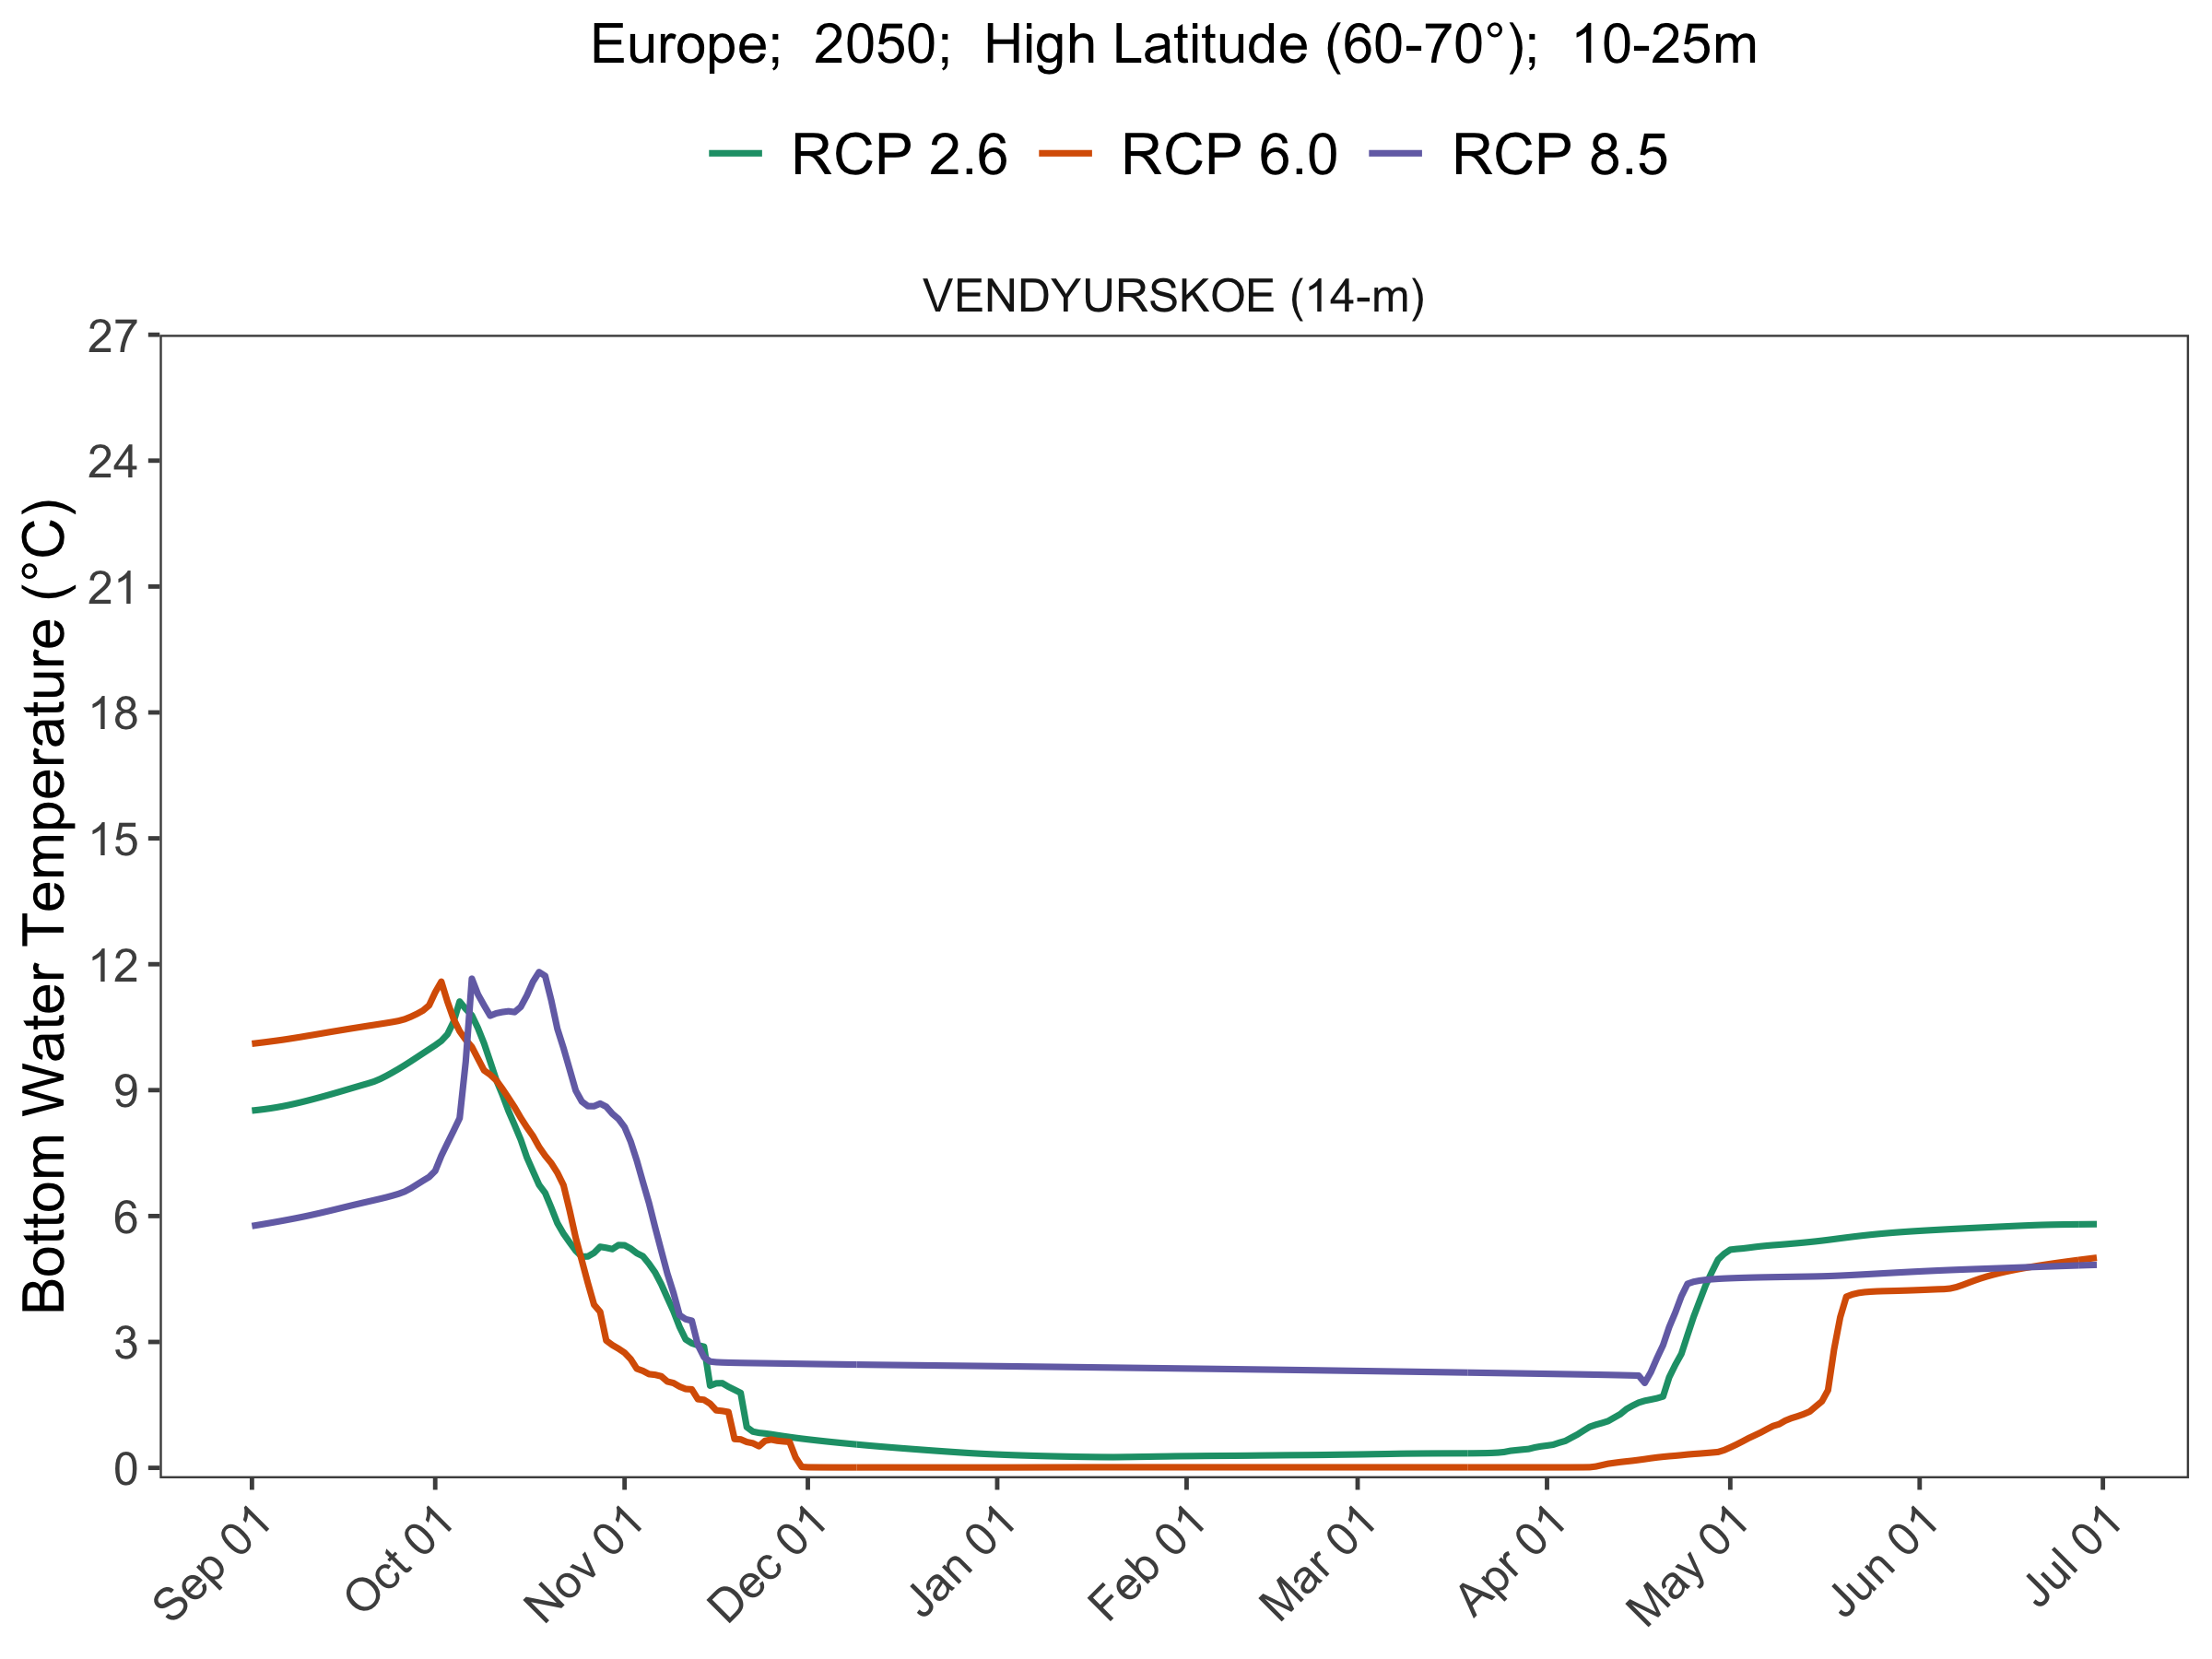 Europe; 2050; High Latitude (60-70°); 10-25m
RCP 2.6 RCP 6.0 RCP 8.5
VENDYURSKOE (14-m)
Bottom Water Temperature (°C)
27
24
21
18
15
12
9
6
3
0
Sep 01 Oct 01 Nov 01 Dec 01 Jan 01 Feb 01 Mar 01 Apr 01 May 01 Jun 01 Jul 01